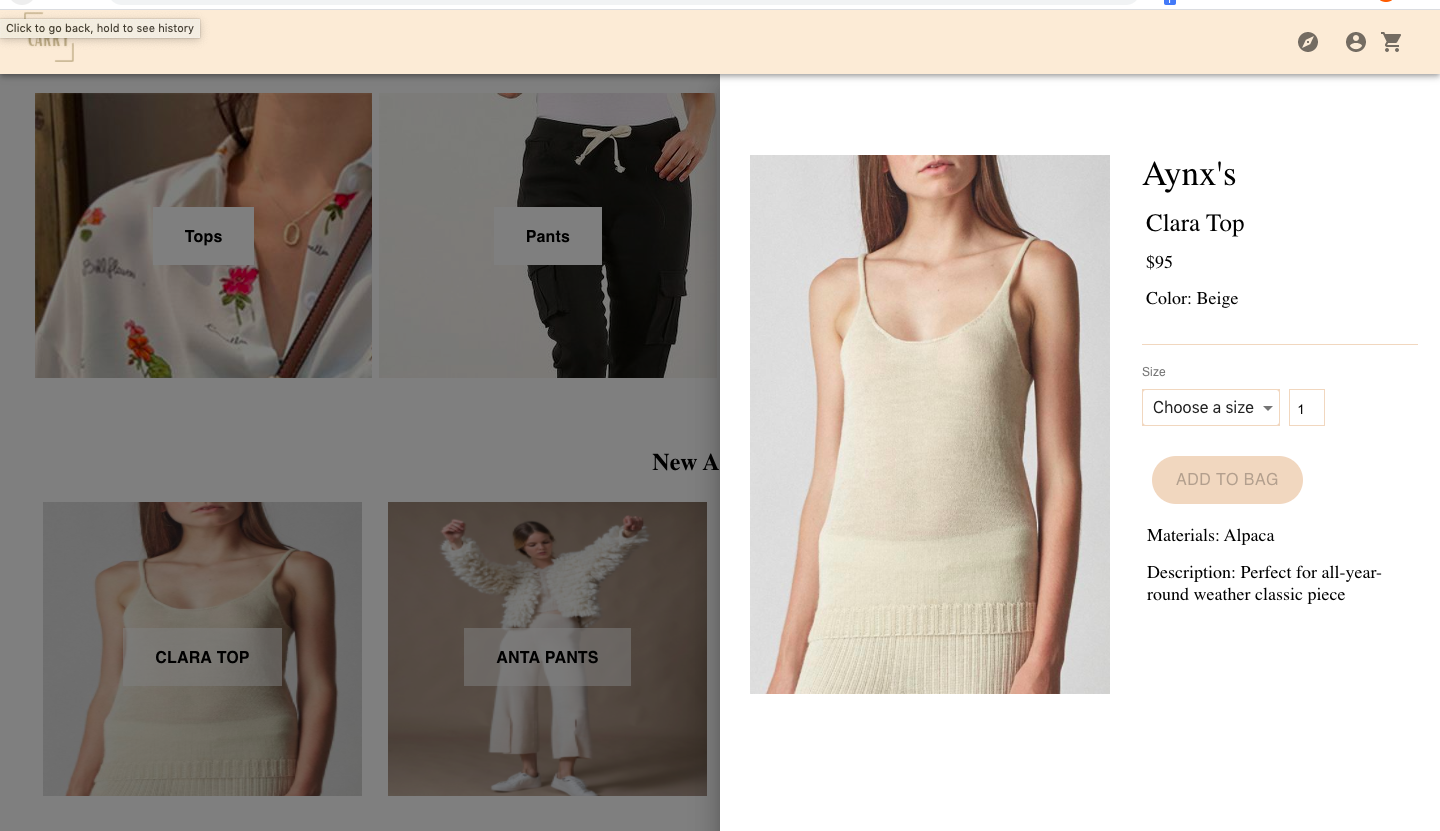 Click to go back, hold to see history
CARRY
Tops
Pants
New A
CLARA TOP
ANTA PANTS
Aynx's
Clara Top
$95
Color: Beige
Size
Choose a size
1
ADD TO BAG
Materials: Alpaca
Description: Perfect for all-year-
round weather classic piece